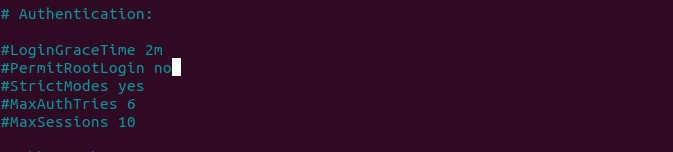 # Authentication:
#LoginGraceTime 2m
#PermitRootLogin no
#StrictModes yes
#MaxAuthTries 6
#MaxSessions 10